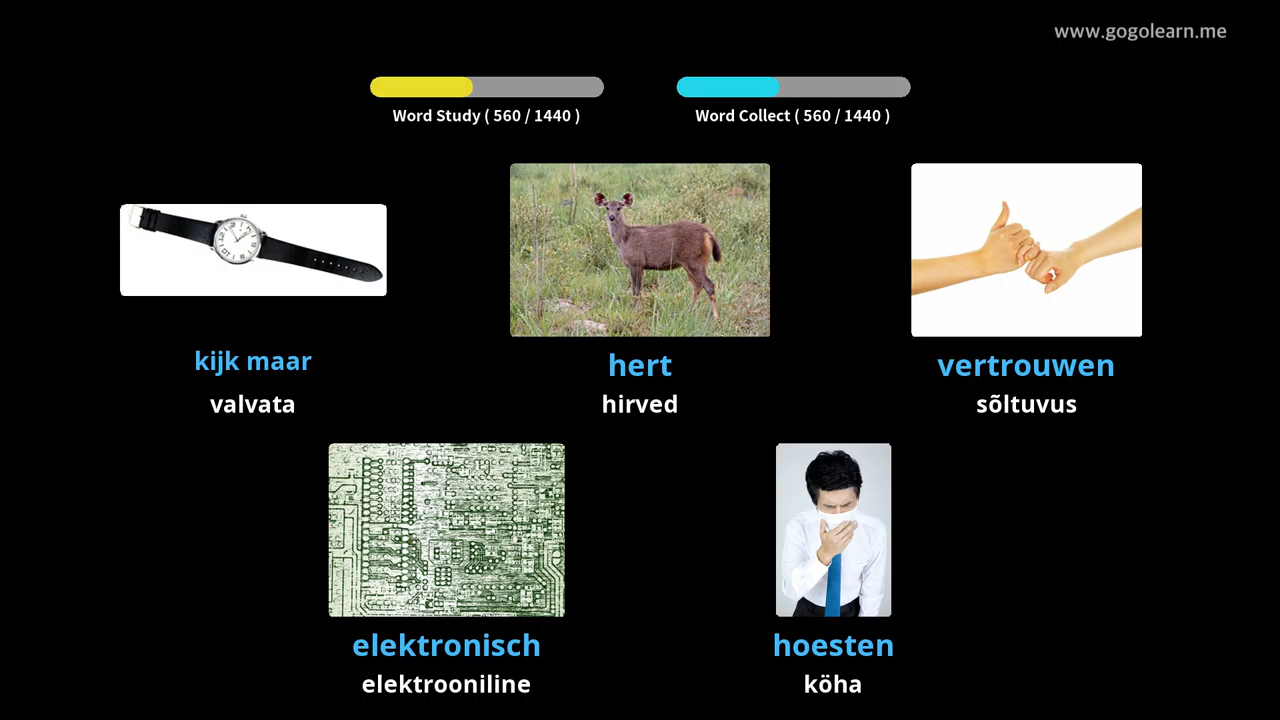 www.gogolearn.me
Word Study ( 560 / 1440 )
Word Collect ( 560 / 1440 )
kijk maar
valvata
hert
hirved
vertrouwen
sõltuvus
elektronisch
elektrooniline
hoesten
köha